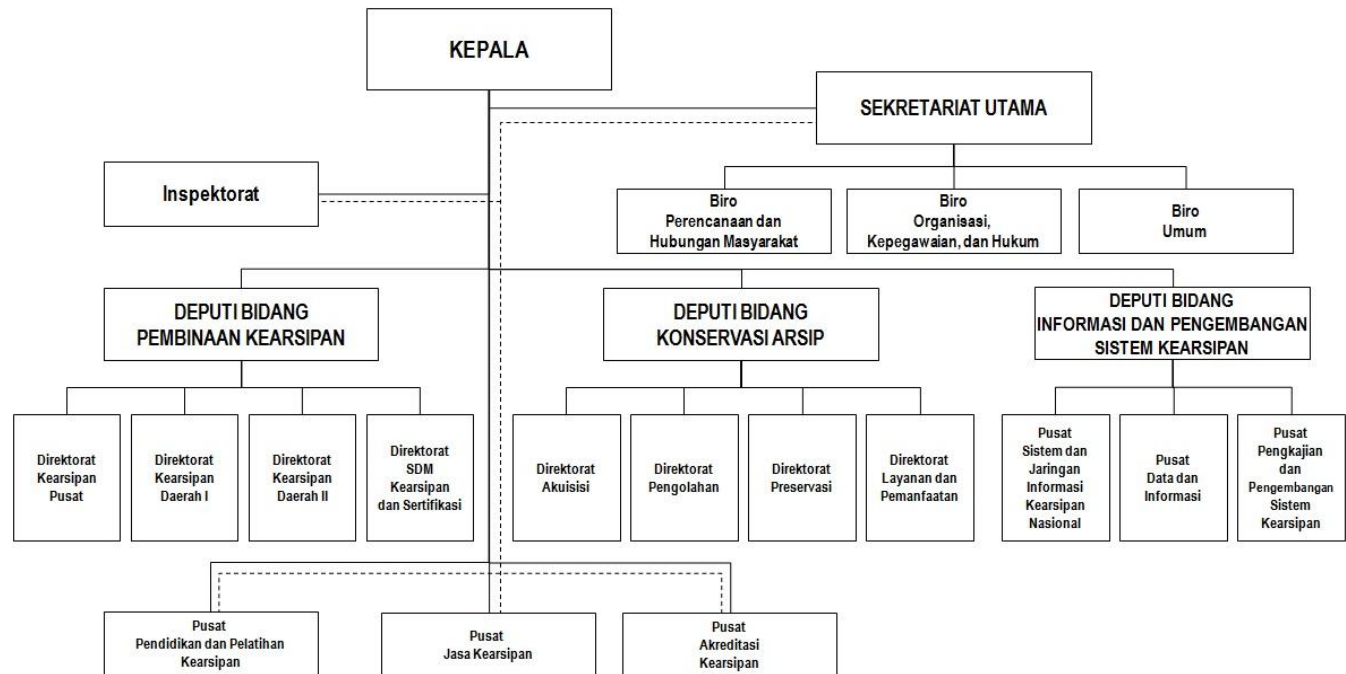 KEPALA
SEKRETARIAT UTAMA
Inspektorat
Biro
Perencanaan dan
Hubungan Masyarakat
Biro
Organisasi,
Kepegawaian, dan Hukum
Biro
Umum
DEPUTI BIDANG
PEMBINAAN KEARSIPAN
DEPUTI BIDANG
KONSERVASI ARSIP
DEPUTI BIDANG
INFORMASI DAN PENGEMBANGAN
SISTEM KEARSIPAN
Direktorat
Kearsipan
Pusat
Direktorat
Kearsipan
Daerah I
Direktorat
Kearsipan
Daerah II
Direktorat
SDM
Kearsipan
dan Sertifikasi
Direktorat
Akuisisi
Direktorat
Pengolahan
Direktorat
Preservasi
Direktorat
Layanan dan
Pemanfaatan
Pusat
Sistem dan
Jaringan
Informasi
Kearsipan
Nasional
Pusat
Data dan
Informasi
Pusat
Pengkajian
dan
Pengembangan
Sistem
Kearsipan
Pusat
Pendidikan dan Pelatihan
Kearsipan
Pusat
Jasa Kearsipan
Pusat
Akreditasi
Kearsipan